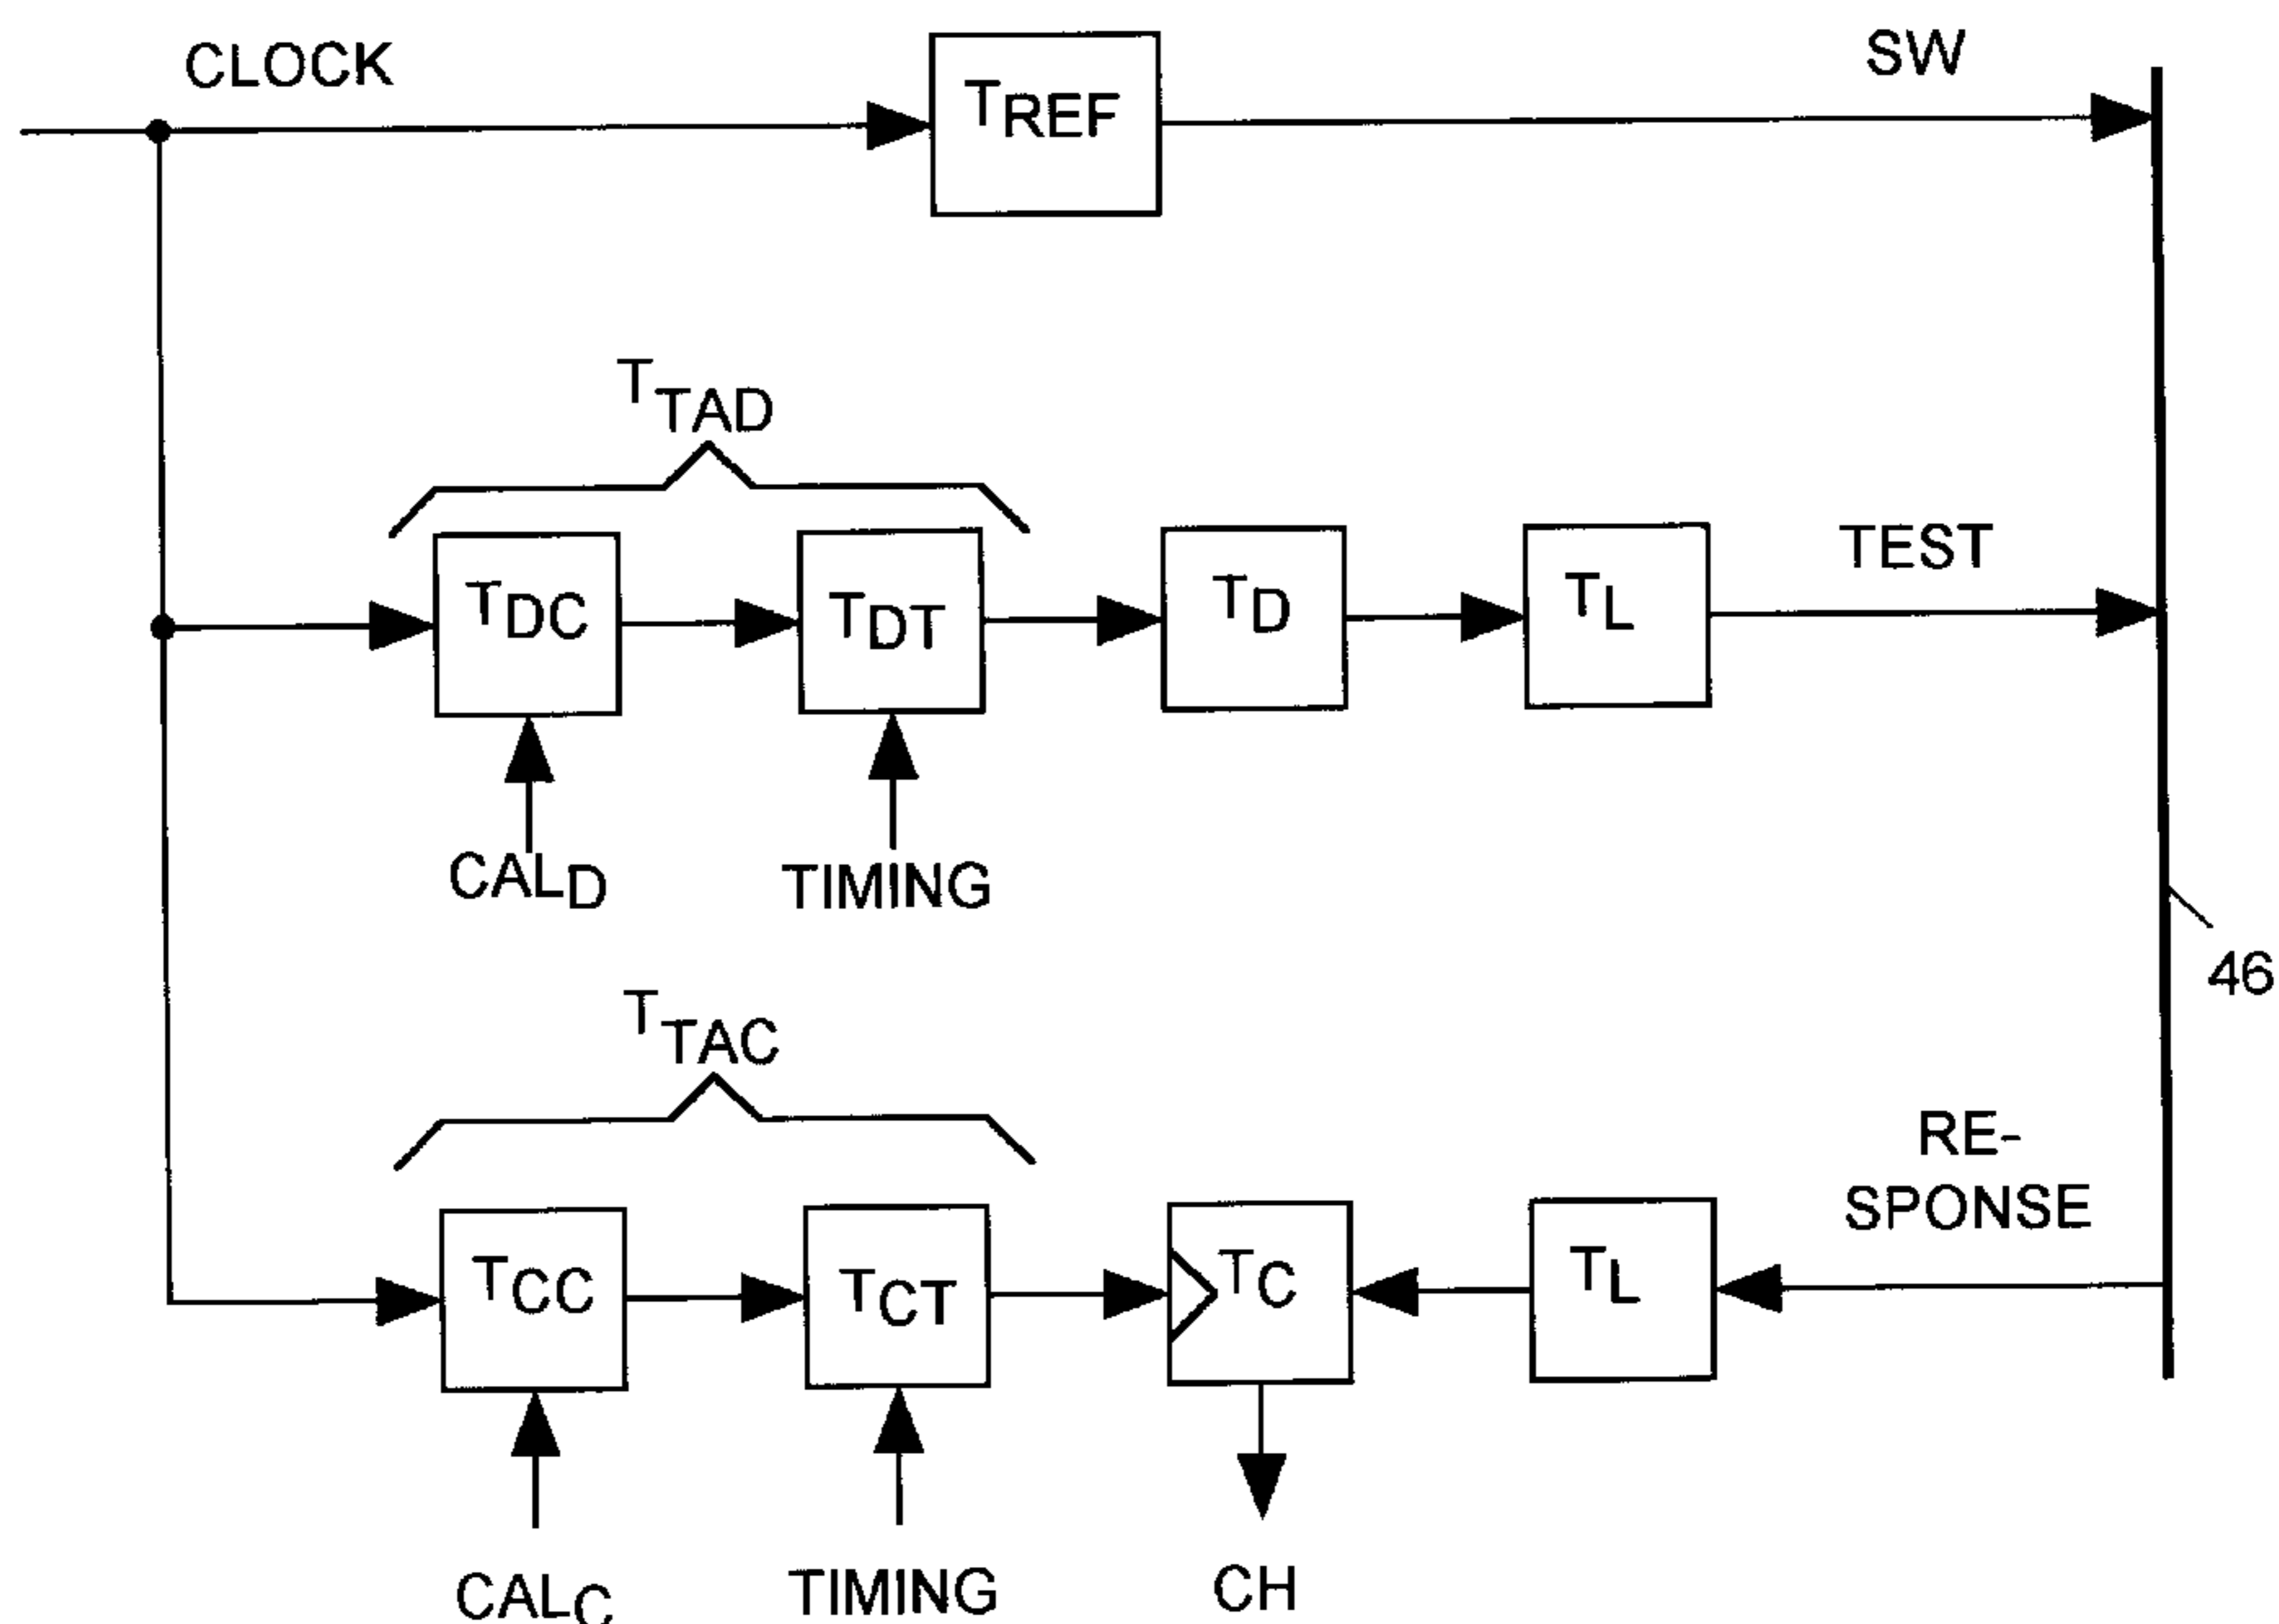 CLOCK
SW
TREF
TTAD
TDC
TDT
TD
TL
TEST
CALD
TIMING
46
TTAC
RE-
SPONSE
TCC
TCT
TC
TL
CALC
TIMING
CH